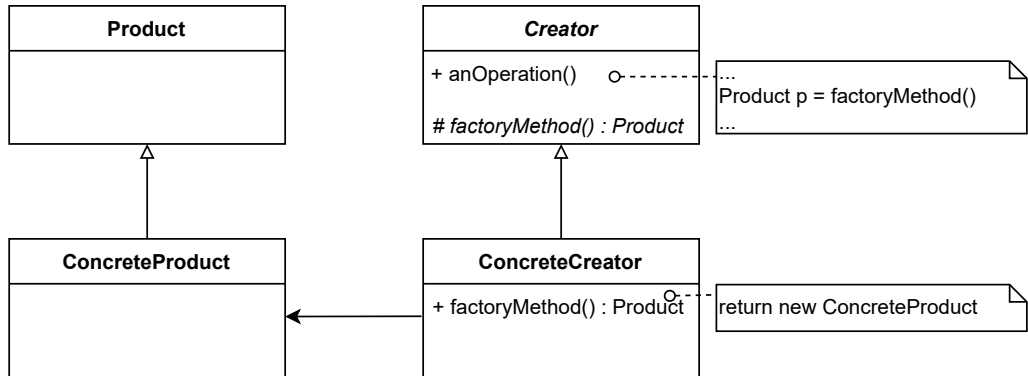 Product
Creator
+ anOperation()
# factoryMethod() : Product
...
Product p = factoryMethod()
...
ConcreteProduct
ConcreteCreator
+ factoryMethod() : Product
return new ConcreteProduct